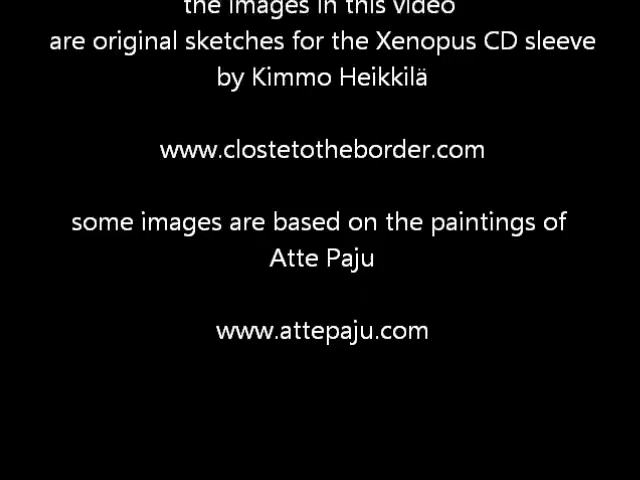 the images in this video
are original sketches for the Xenopus CD sleeve
by Kimmo Heikkilä
www.clostetotheborder.com
some images are based on the paintings of
Atte Paju
www.attepaju.com